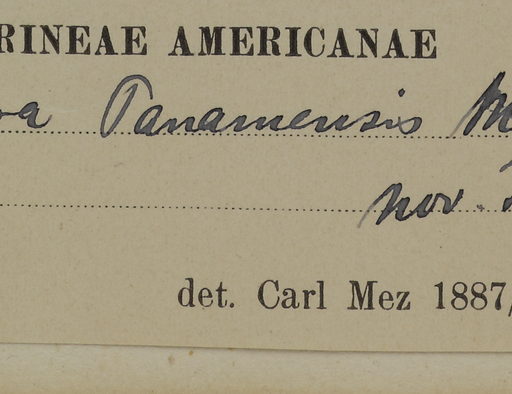 RINEAE AMERICANAE
a Panamensis M
nov.
det. Carl Mez 1887/